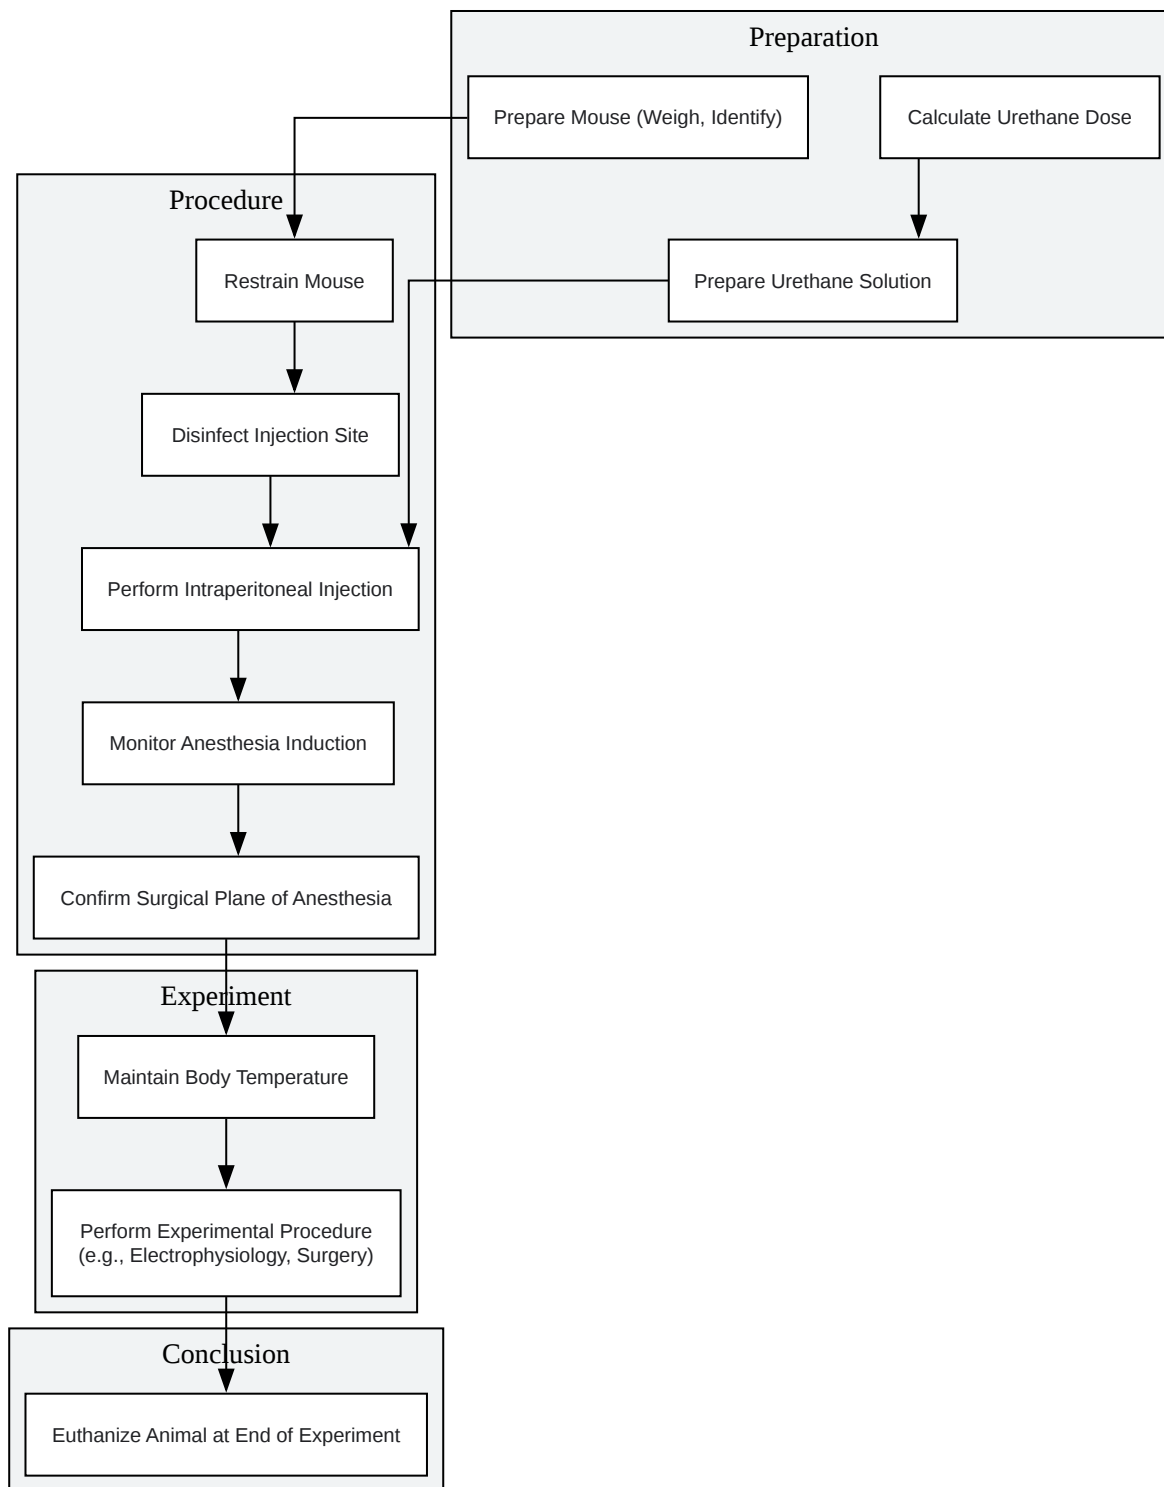 Preparation
Prepare Mouse (Weigh, Identify)
Calculate Urethane Dose
Prepare Urethane Solution
Procedure
Restrain Mouse
Disinfect Injection Site
Perform Intraperitoneal Injection
Monitor Anesthesia Induction
Confirm Surgical Plane of Anesthesia
Experiment
Maintain Body Temperature
Perform Experimental Procedure
(e.g., Electrophysiology, Surgery)
Conclusion
Euthanize Animal at End of Experiment